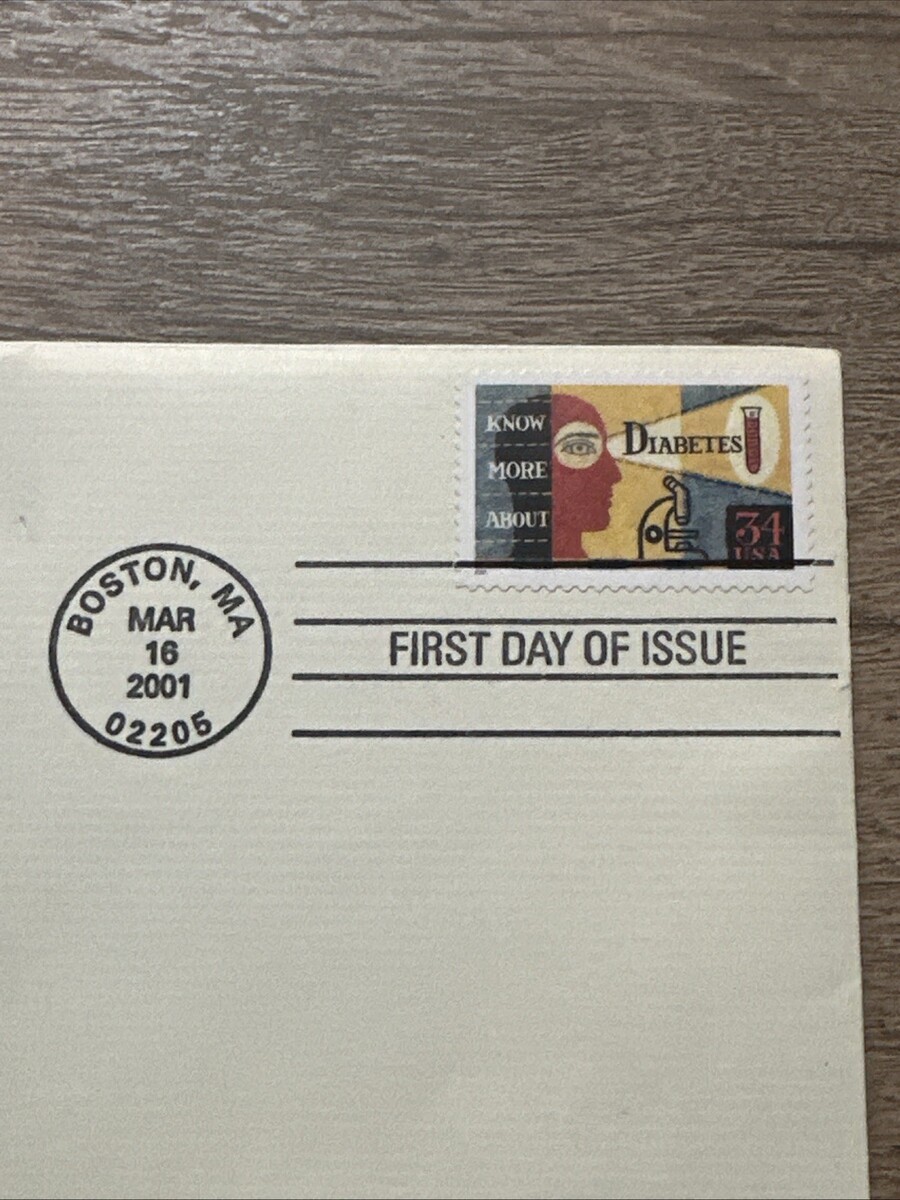 KNOW
MORE
ABOUT
DIABETES
34
USA
BOSTON, MA
MAR
16
2001
02205
FIRST DAY OF ISSUE